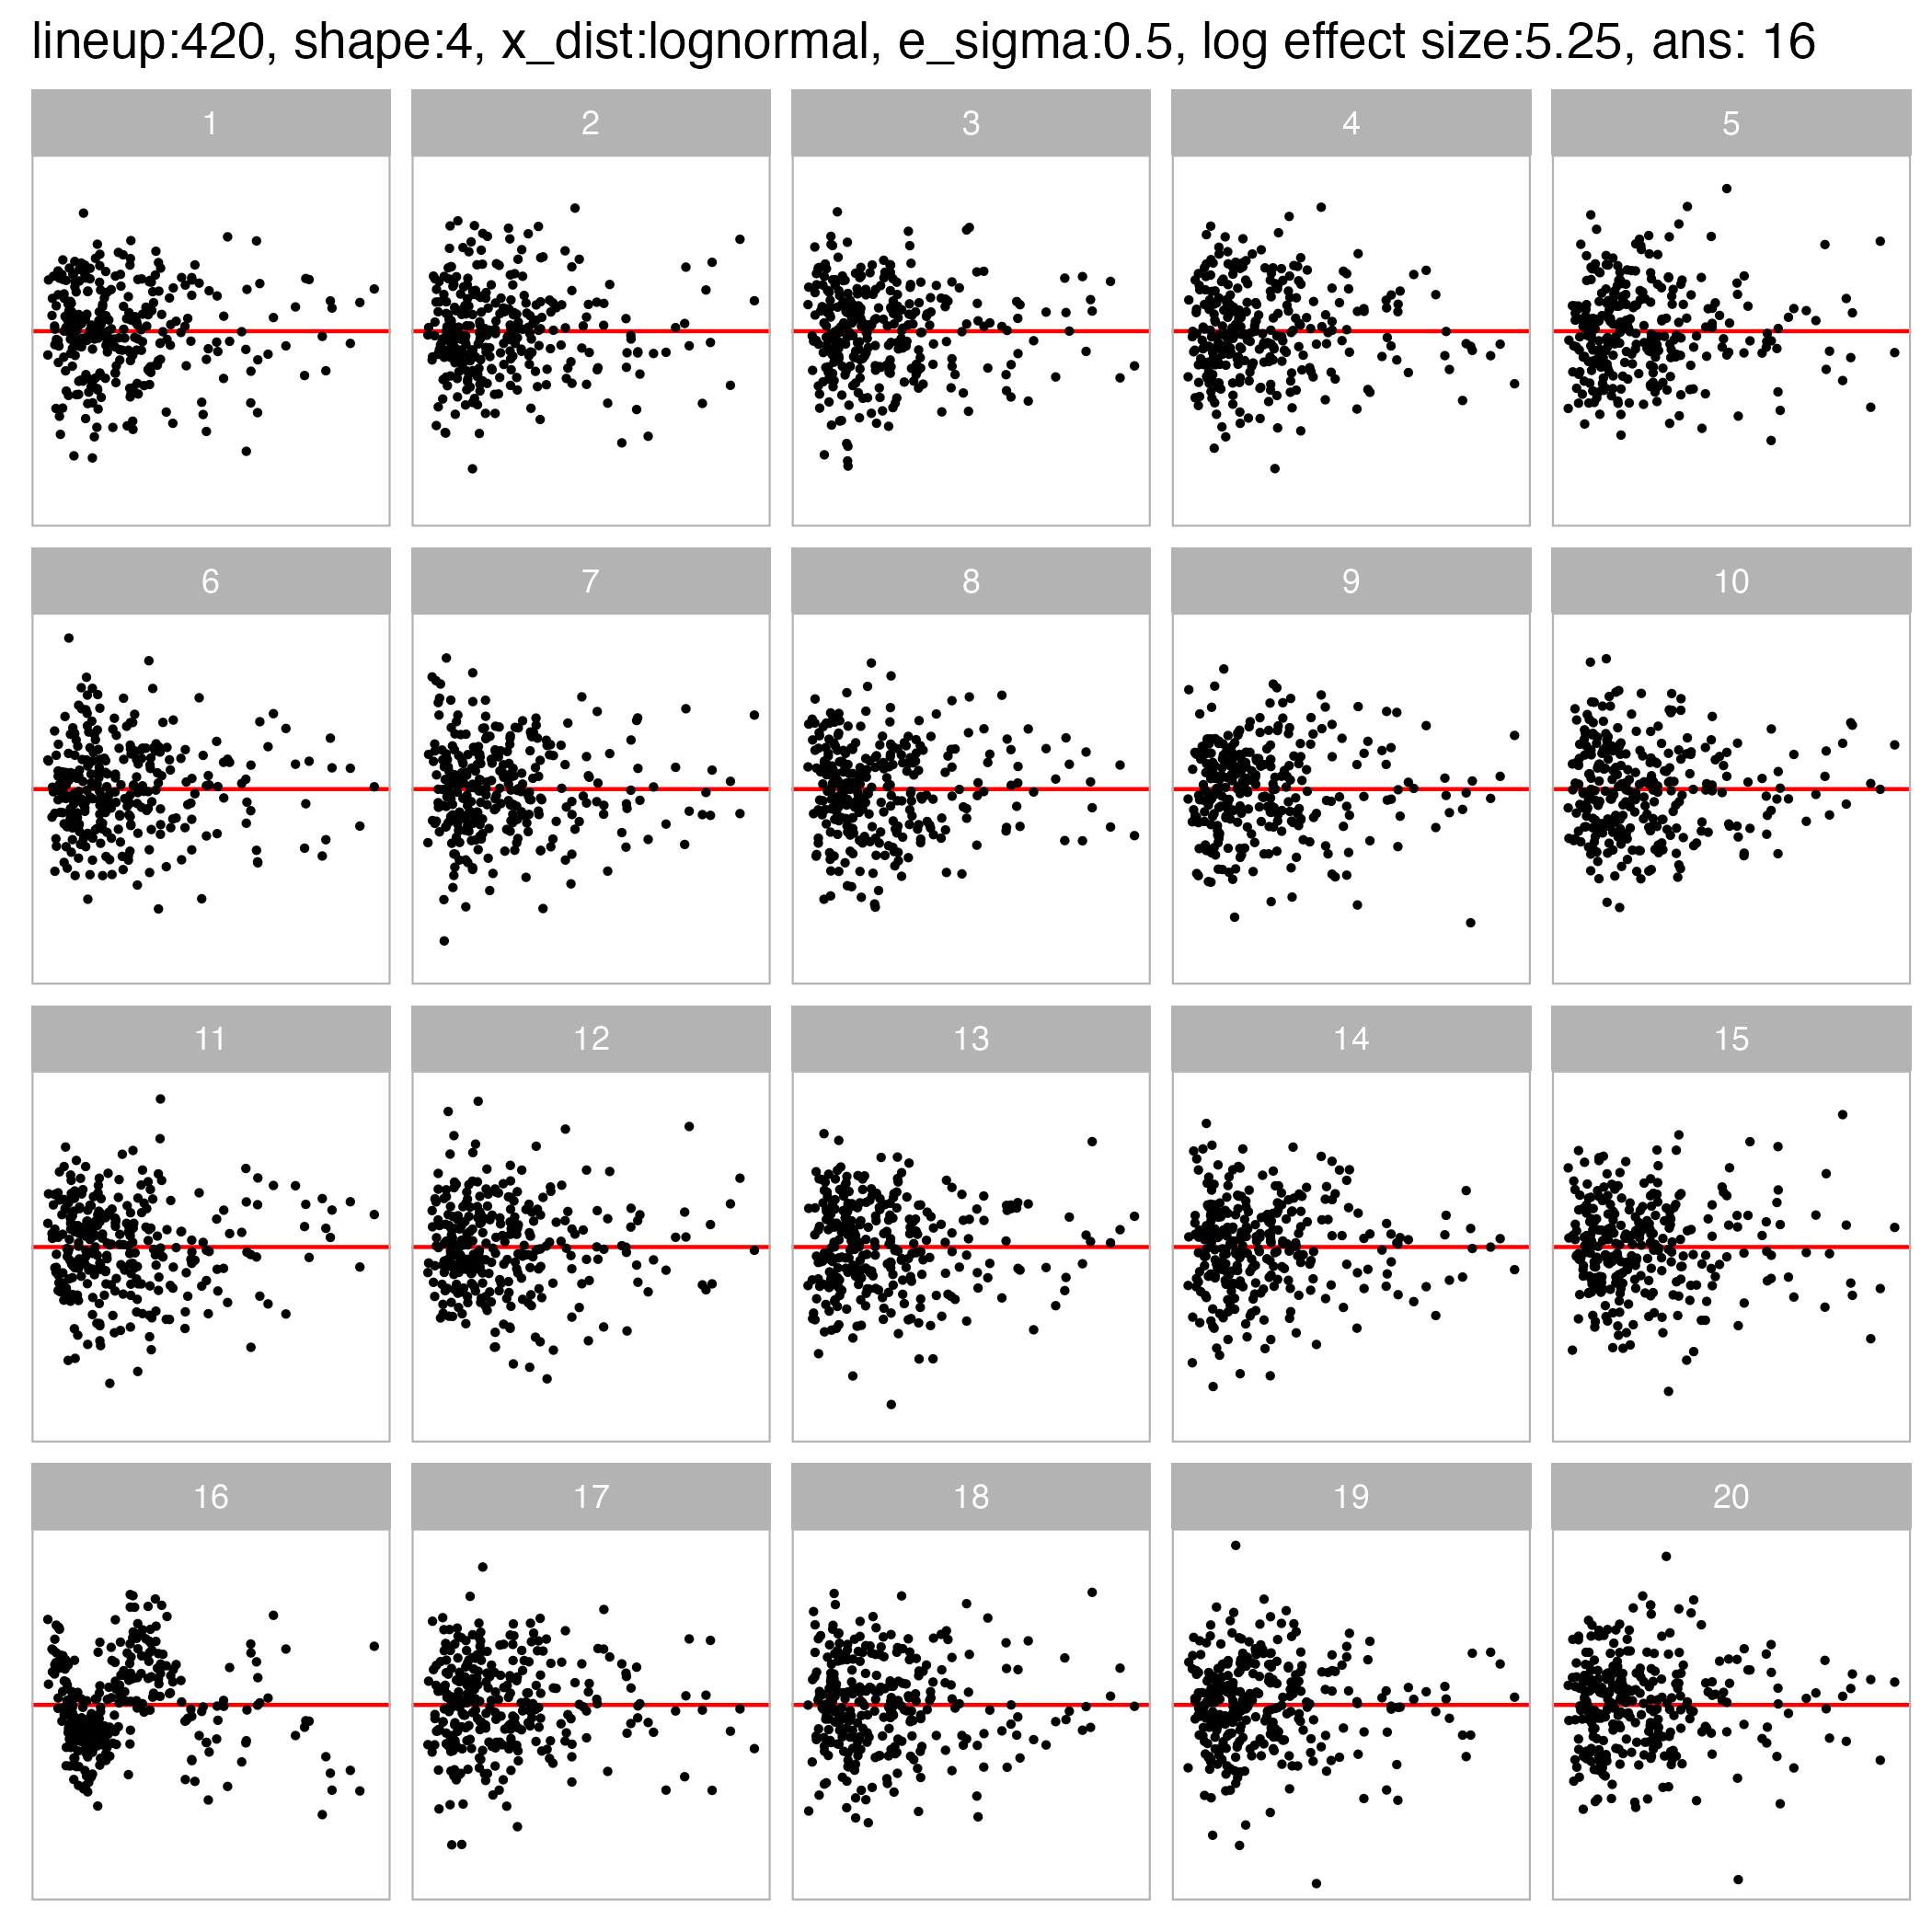 lineup:420, shape:4, x_dist:lognormal, e_sigma:0.5, log effect size:5.25, ans: 16
1 2 3 4 5
6 7 8 9 10
11 12 13 14 15
16 17 18 19 20